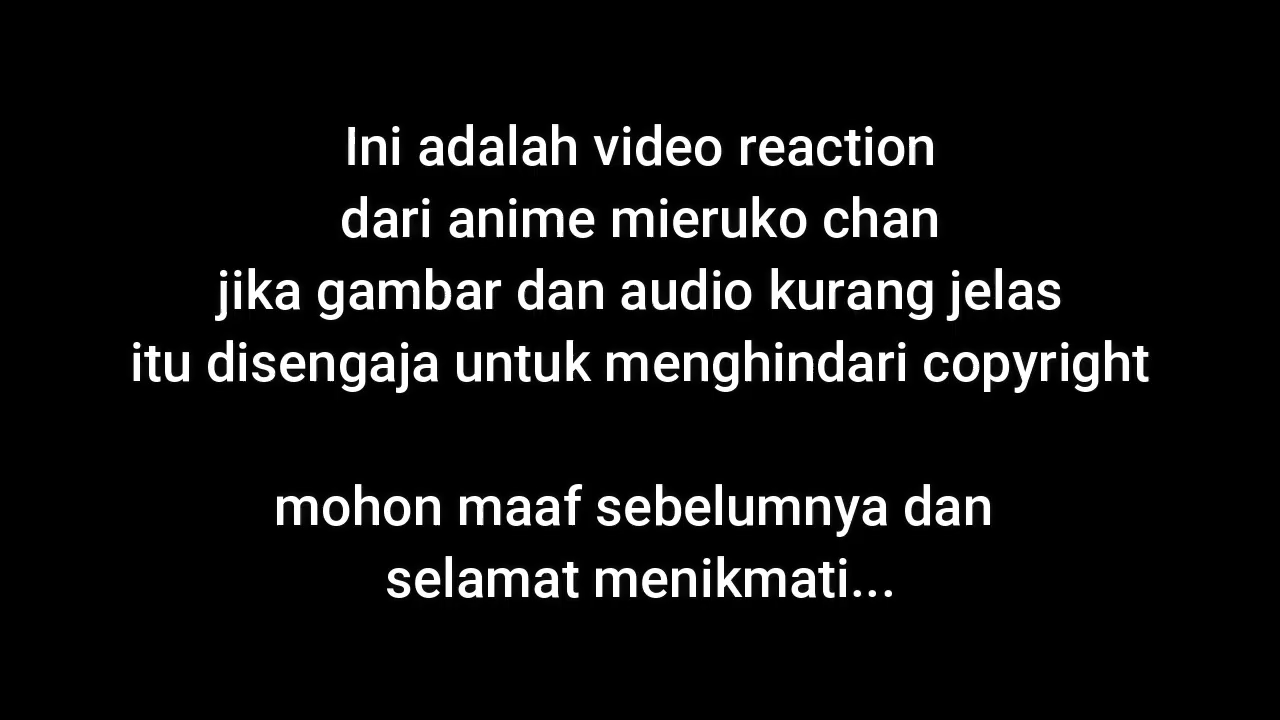 Ini adalah video reaction
dari anime mieruko chan
jika gambar dan audio kurang jelas
itu disengaja untuk menghindari copyright
mohon maaf sebelumnya dan
selamat menikmati...